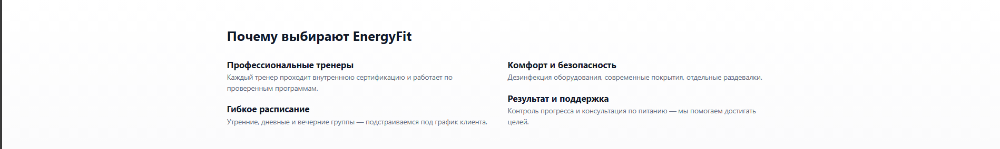 Почему выбирают EnergyFit
Профессиональные тренеры
Каждый тренер проходит внутреннюю сертификацию и работает по
проверенным программам.
Гибкое расписание
Утренние, дневные и вечерние группы — подстраиваемся под график клиента.
Комфорт и безопасность
Дезинфекция оборудования, современные покрытия, отдельные раздевалки.
Результат и поддержка
Контроль прогресса и консультация по питанию — мы помогаем достигать
целей.